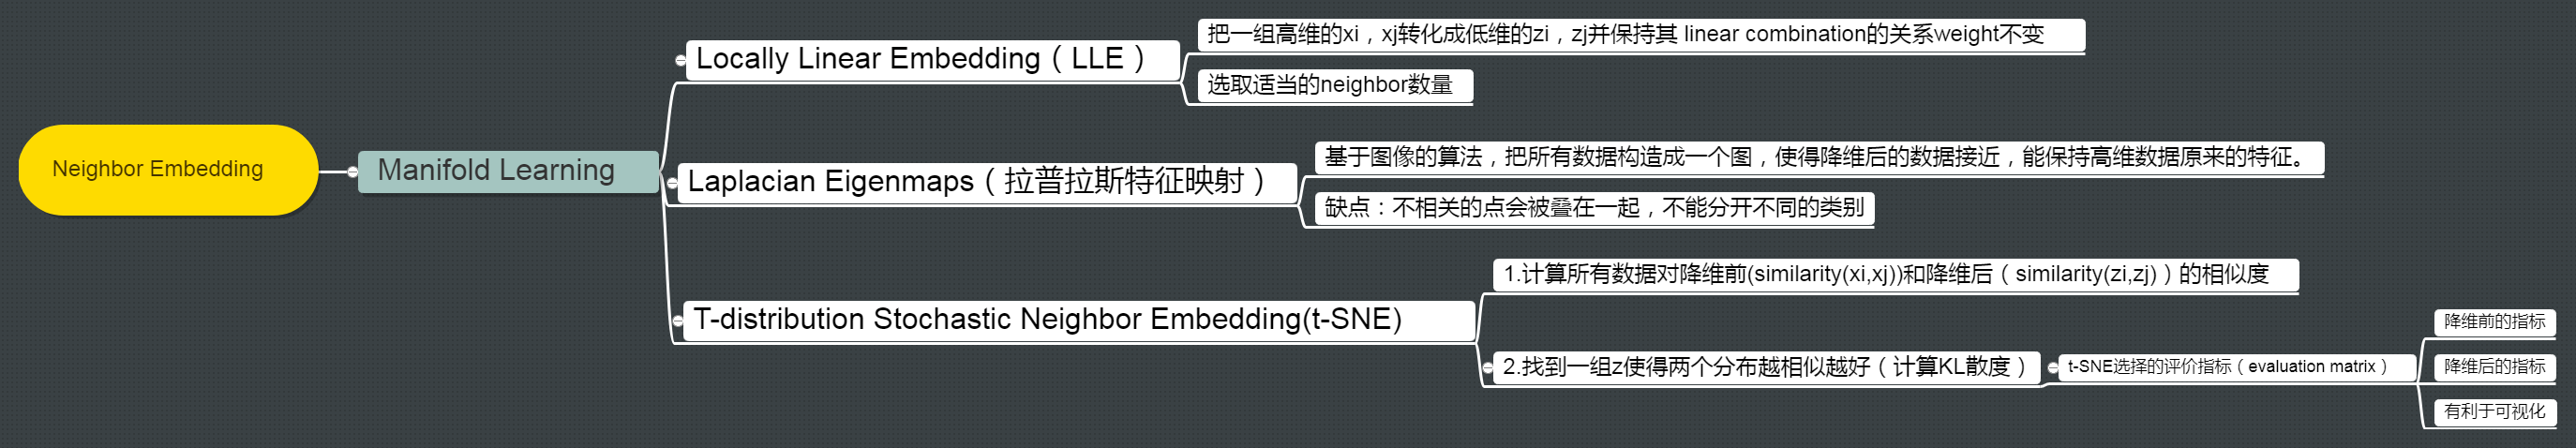 Neighbor Embedding
Manifold Learning
Locally Linear Embedding（LLE）
把一组高维的xi，xj转化成低维的zi，zj并保持其 linear combination的关系weight不变
选取适当的neighbor数量
Laplacian Eigenmaps（拉普拉斯特征映射）
基于图像的算法，把所有数据构造成一个图，使得降维后的数据接近，能保持高维数据原来的特征。
缺点：不相关的点会被叠在一起，不能分开不同的类别
T-distribution Stochastic Neighbor Embedding(t-SNE)
1.计算所有数据对降维前(similarity(xi,xj))和降维后（similarity(zi,zj)）的相似度
2.找到一组z使得两个分布越相似越好（计算KL散度）
t-SNE选择的评价指标（evaluation matrix）
降维前的指标
降维后的指标
有利于可视化